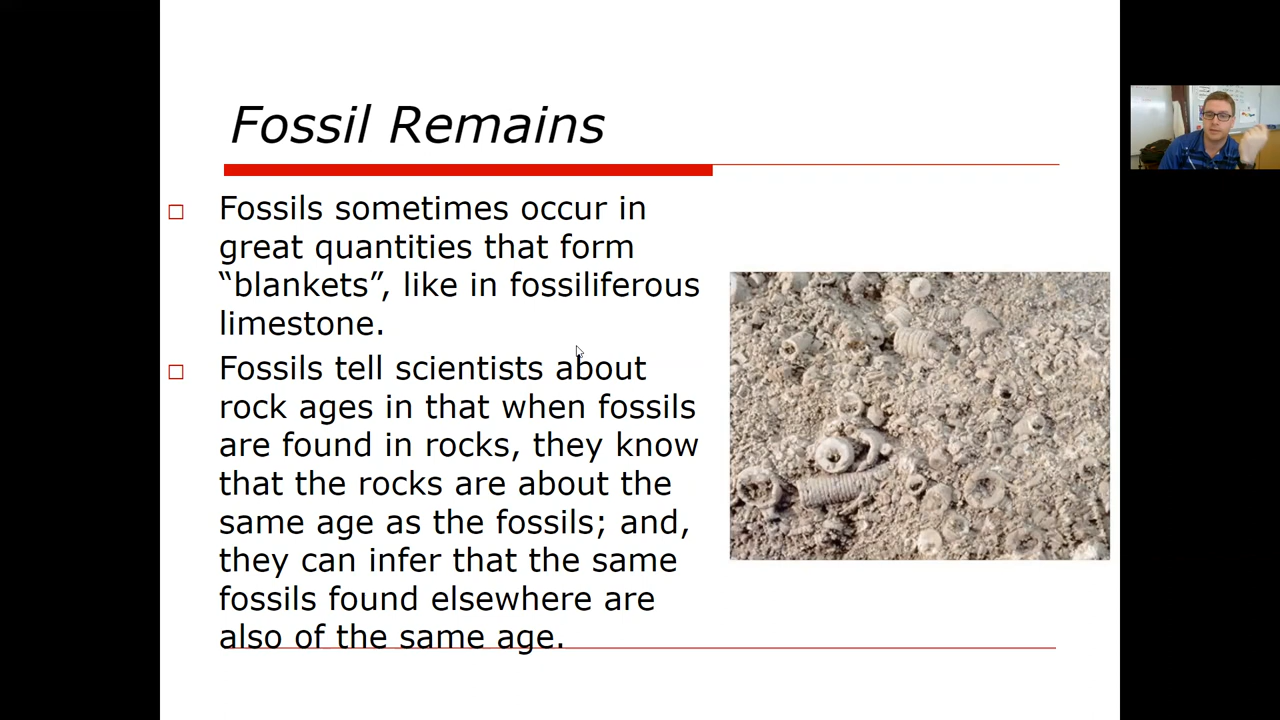 Fossil Remains
Fossils sometimes occur in
great quantities that form
“blankets”, like in fossiliferous
limestone.
Fossils tell scientists about
rock ages in that when fossils
are found in rocks, they know
that the rocks are about the
same age as the fossils; and,
they can infer that the same
fossils found elsewhere are
also of the same age.